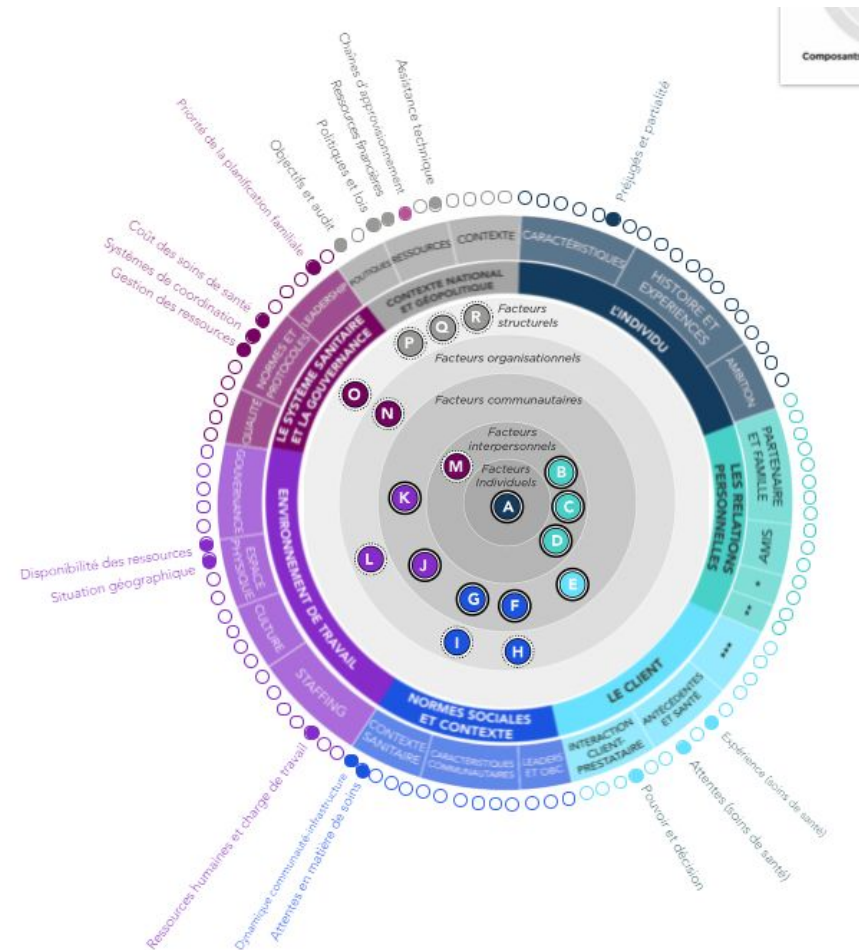 Composants
Chaînes d'approvisionnement
Assistance technique
Ressources financières
Politiques et lois
Objectifs et audit
Priorité de la planification familiale
Coût des soins de santé
Systèmes de coordination
Gestion des ressources
Préjugés et partialité
POLITIQUES
RESSOURCES
CONTEXTE
CONTEXTE NATIONAL
ET GÉOPOLITIQUE
CARACTÉRISTIQUES
HISTOIRE ET
EXPERIENCES
AMBITION
L'INDIVIDU
PARTENAIRE
ET FAMILLE
AMIS
*
**
LES RELATIONS
PERSONNELLES
***
ANTÉCÉDENTES
ET SANTÉ
INTERACTION
CLIENT-
PRESTATAIRE
LE CLIENT
LEADERS
ET OBC
CARACTÉRISTIQUES
COMMUNAUTAIRES
CONTEXTE
SANITAIRE
NORMES SOCIALES
ET CONTEXTE
STAFFING
CULTURE
ESPACE
PHYSIQUE
GOUVERNANCE
ENVIRONNEMENT DE TRAVAIL
QUALITÉ
NORMES ET
PROTOCOLES
LEADERSHIP
LE SYSTÈME SANITAIRE
ET LA GOUVERNANCE
Facteurs
structurels
Facteurs organisationnels
Facteurs communautaires
Facteurs
interpersonnels
Facteurs
Individuels
R
Q
P
O
N
M
B
K
A
C
D
L
J
E
G
F
I
H
Disponibilité des ressources
Situation géographique
Ressources humaines et charge de travail
Dynamique communauté-infrastructure
Attentes en matière de soins
Pouvoir et décision
Attentes (soins de santé)
Expérience (soins de santé)